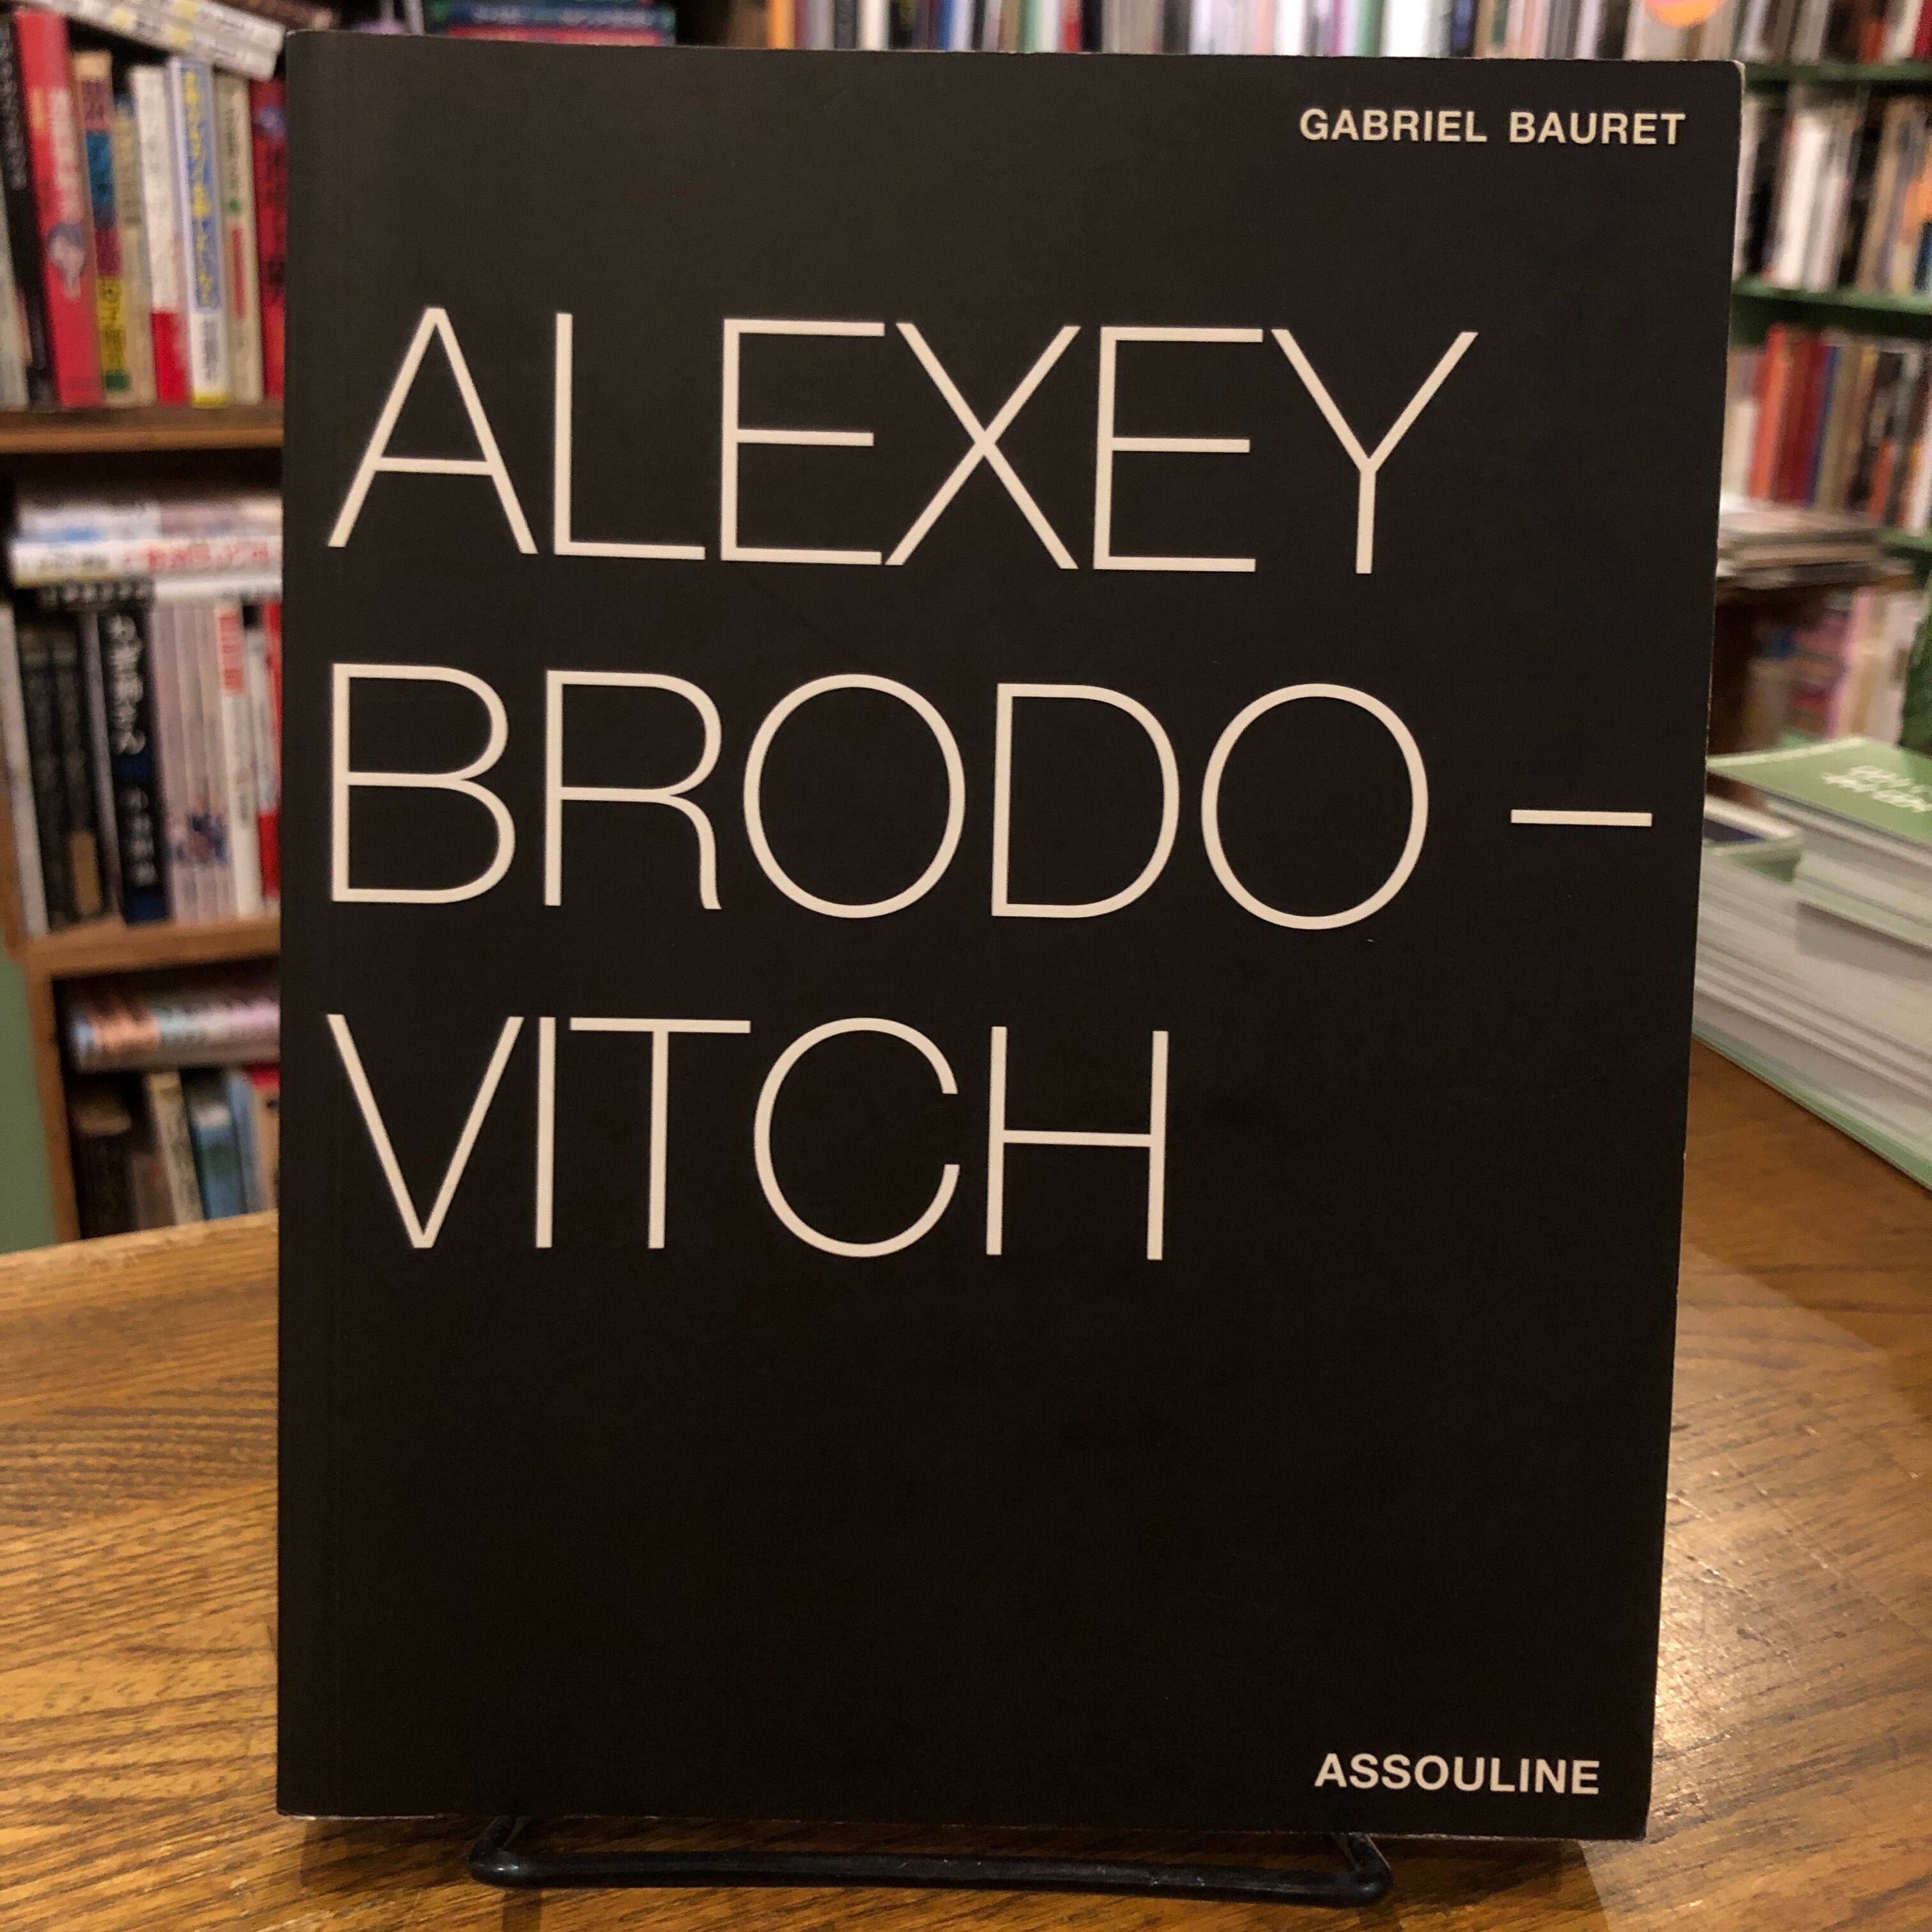 GABRIEL BAURET
ALEXEY
BRODO –
VITCH
ASSOULINE